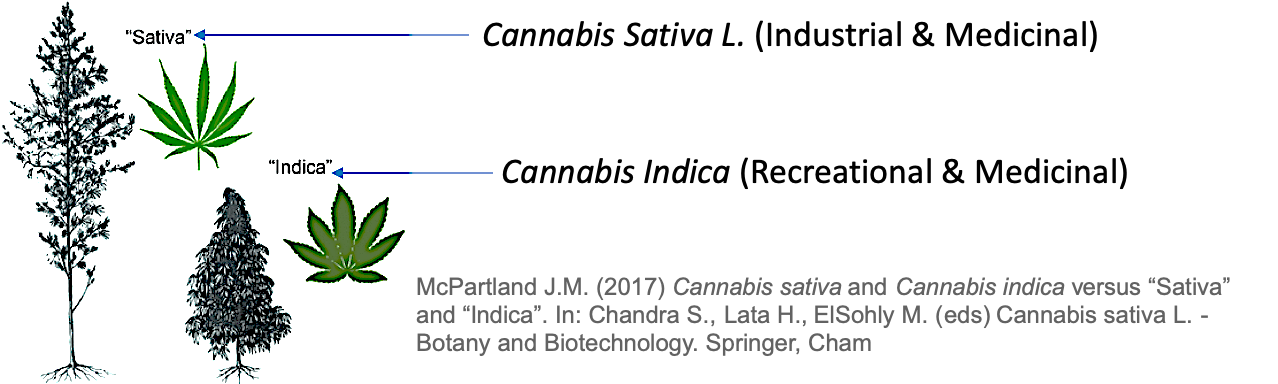 “Sativa”
Cannabis Sativa L. (Industrial & Medicinal)
“Indica”
Cannabis Indica (Recreational & Medicinal)
McPartland J.M. (2017) Cannabis sativa and Cannabis indica versus “Sativa”
and “Indica”. In: Chandra S., Lata H., ElSohly M. (eds) Cannabis sativa L. -
Botany and Biotechnology. Springer, Cham